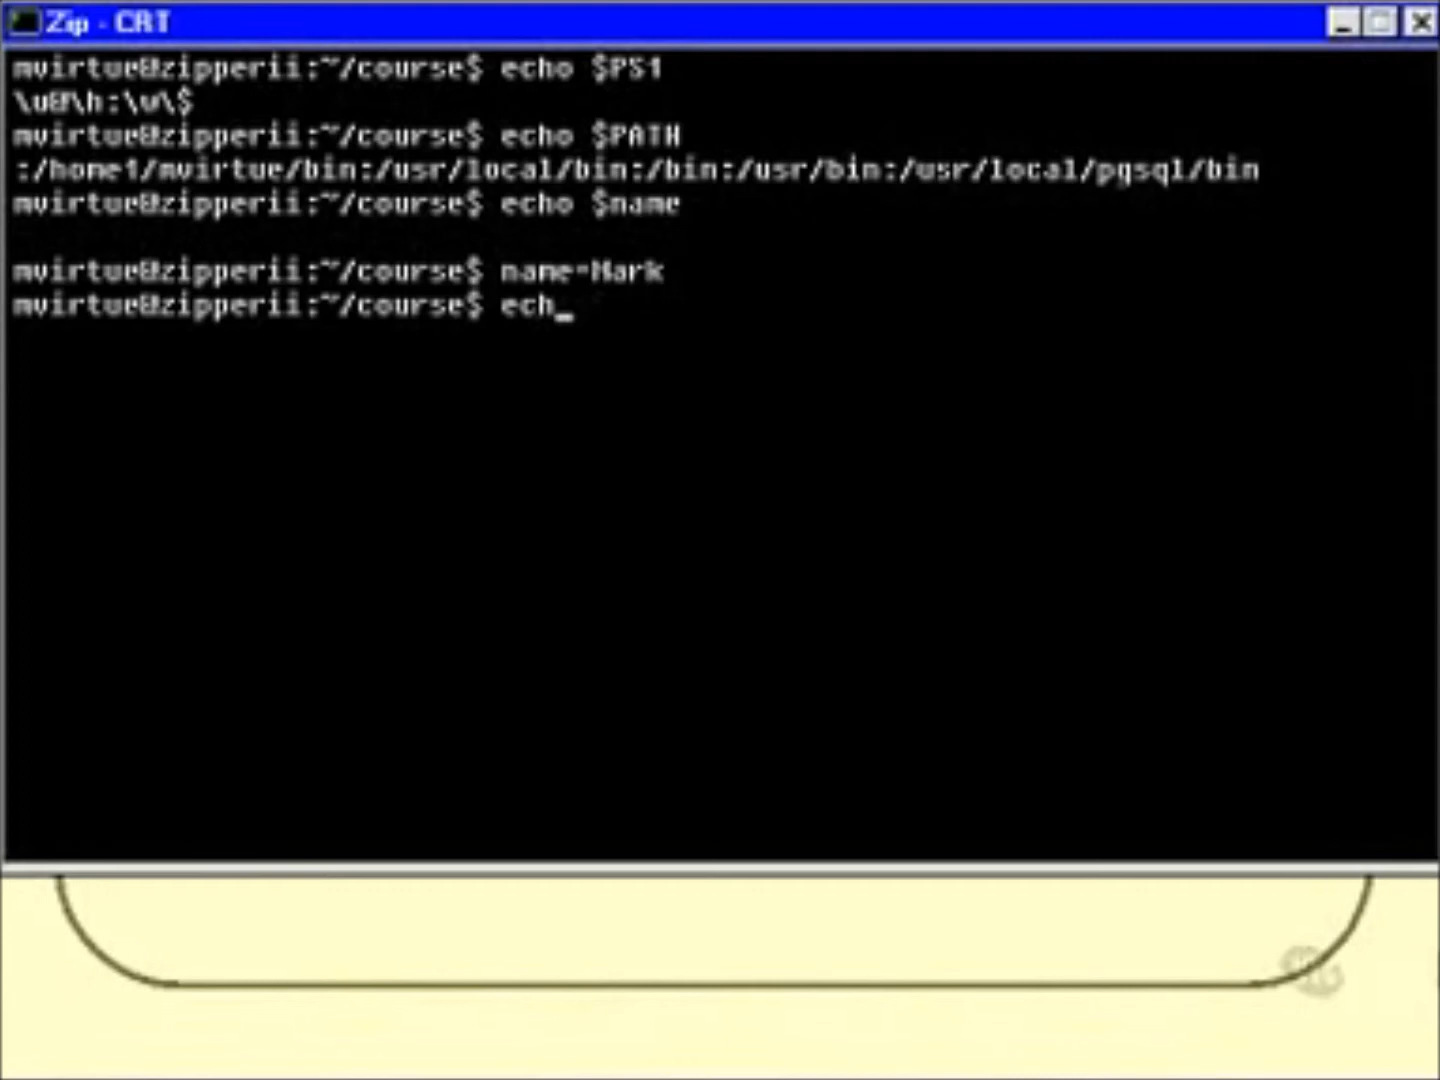 Zip - CRT
mvirtue@zipperii:~/course$ echo $PS1
\u@\h:\w\$
mvirtue@zipperii:~/course$ echo $PATH
:/home1/mvirtue/bin:/usr/local/bin:/bin:/usr/bin:/usr/local/pgsql/bin
mvirtue@zipperii:~/course$ echo $name
mvirtue@zipperii:~/course$ name=Mark
mvirtue@zipperii:~/course$ ech_